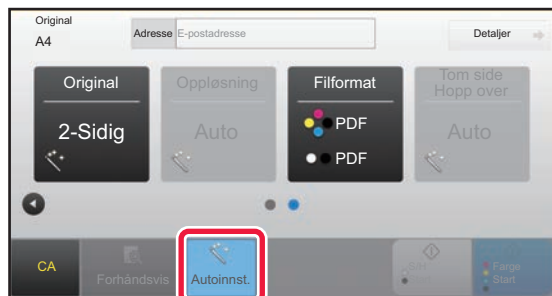 Original
A4
Adresse
E-postadresse
Detaljer
Original
2-Sidig
Oppløsning
Auto
Filformat
PDF
PDF
Tom side
Hopp over
Auto
CA
Forhåndsvis
Autoinnst.
S/H
Start
Farge
Start